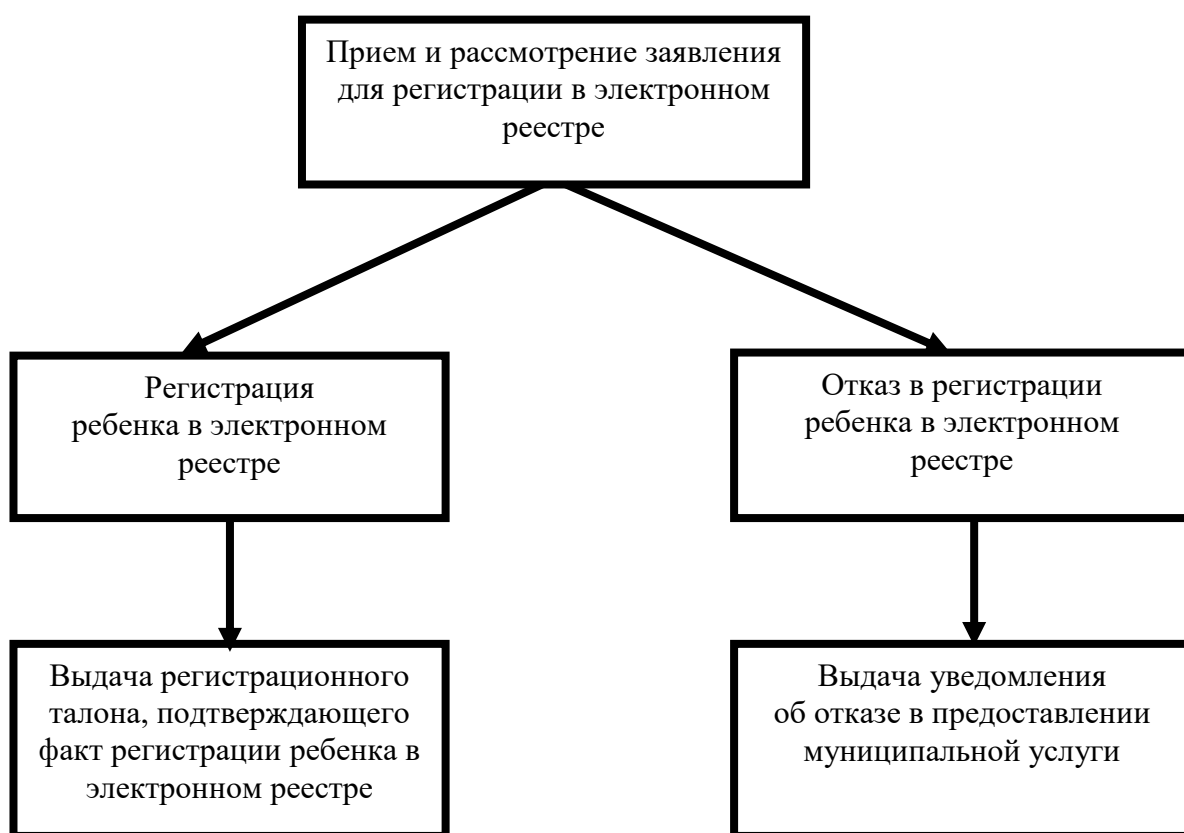 Прием и рассмотрение заявления
для регистрации в электронном
реестре
Регистрация
ребенка в электронном
реестре
Отказ в регистрации
ребенка в электронном
реестре
Выдача регистрационного
талона, подтверждающего
факт регистрации ребенка в
электронном реестре
Выдача уведомления
об отказе в предоставлении
муниципальной услуги